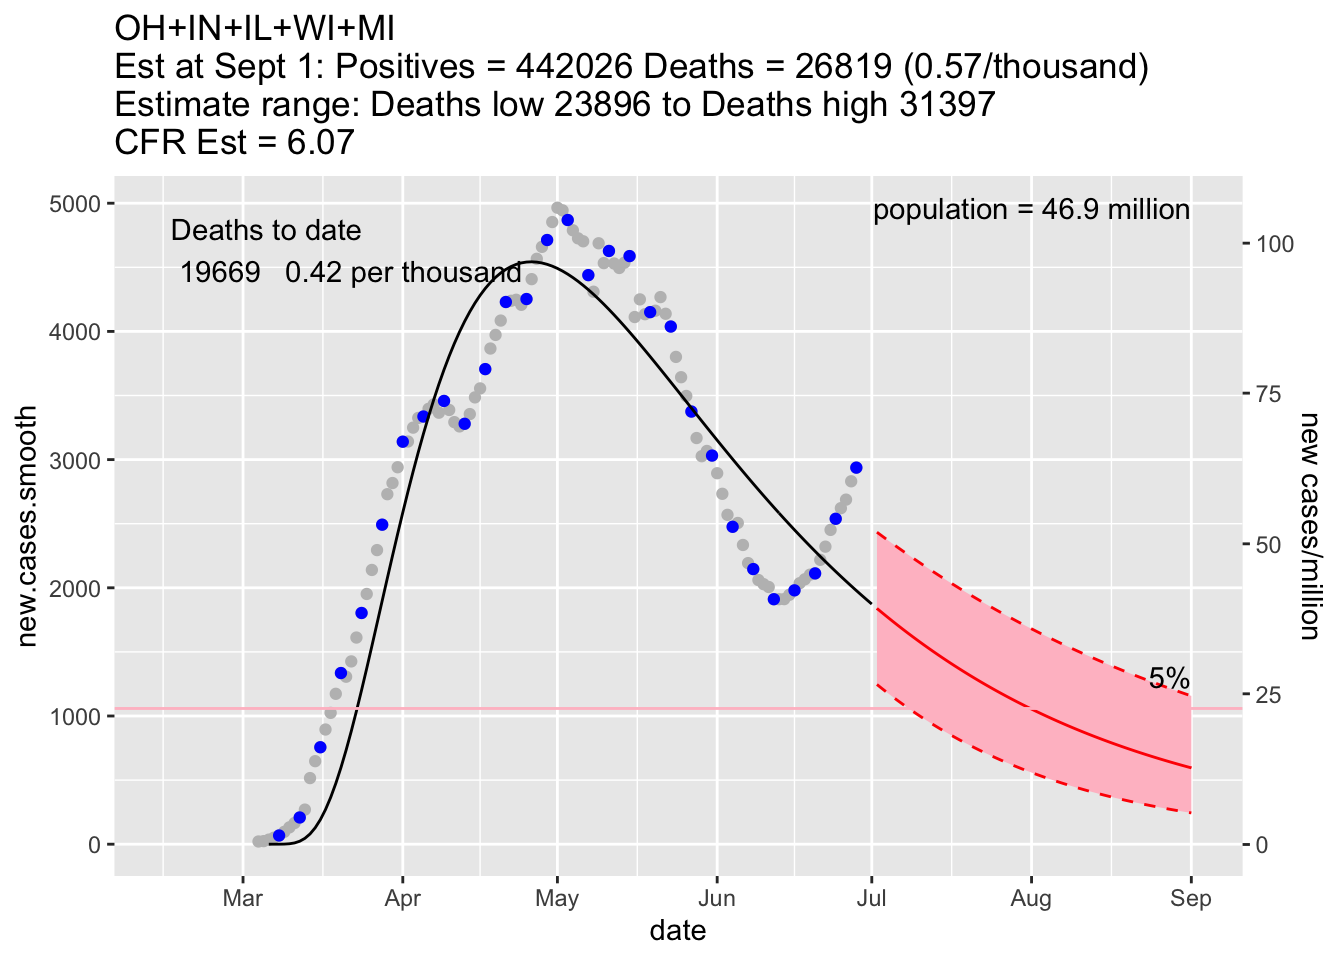 OH+IN+IL+WI+MI
Est at Sept 1: Positives = 442026 Deaths = 26819 (0.57/thousand)
Estimate range: Deaths low 23896 to Deaths high 31397
CFR Est = 6.07
population = 46.9 million
Deaths to date
19669 0.42 per thousand
5%
new.cases.smooth
5000
4000
3000
2000
1000
0
new cases/million
100
75
50
25
0
Mar Apr May Jun Jul Aug Sep
date